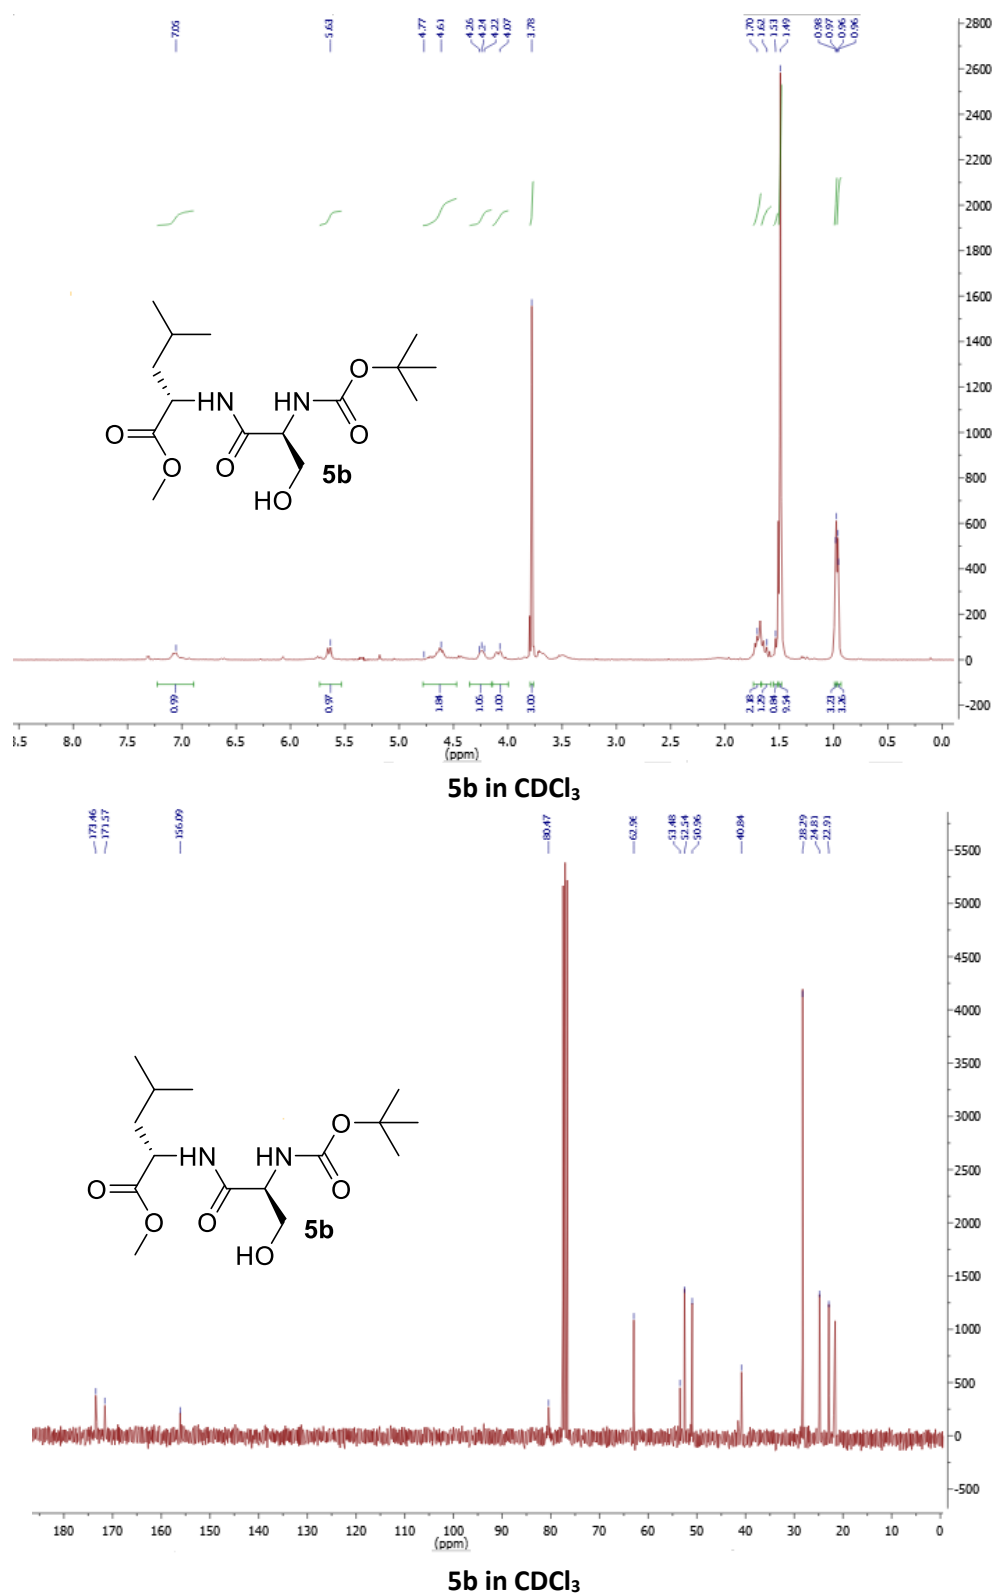 7.05 5.63 4.77 4.61 4.26 4.24 4.22 4.07 3.78 1.70 1.62 1.53 1.49 0.98 0.97 0.96 0.96
2800
2600
2400
2200
2000
1800
1600
1400
1200
1000
800
600
400
200
0
-200
O
HN
HN
O
O
O
O
O
HO
5b
0.99 0.97 1.84 1.05 1.00 3.00 2.38 1.29 0.84 9.54 3.23 3.26
8.5 8.0 7.5 7.0 6.5 6.0 5.5 5.0 4.5 4.0 3.5 3.0 2.5 2.0 1.5 1.0 0.5 0.0
(ppm)
5b in CDCl₃
173.46 171.57 156.09 80.47 62.96 53.48 52.54 50.96 40.84 28.29 24.81 22.91
5500
5000
4500
4000
3500
3000
2500
2000
1500
1000
500
0
-500
O
HN
HN
O
O
O
O
O
HO
5b
180 170 160 150 140 130 120 110 100 90 80 70 60 50 40 30 20 10 0
(ppm)
5b in CDCl₃